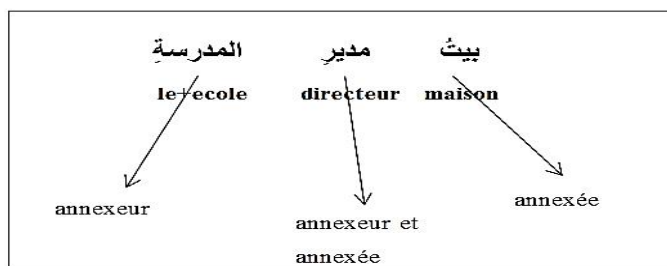 بيتُ مديرِ المدرسةِ
le+ecole directeur maison
annexeur
annexée
annexeur et
annexée